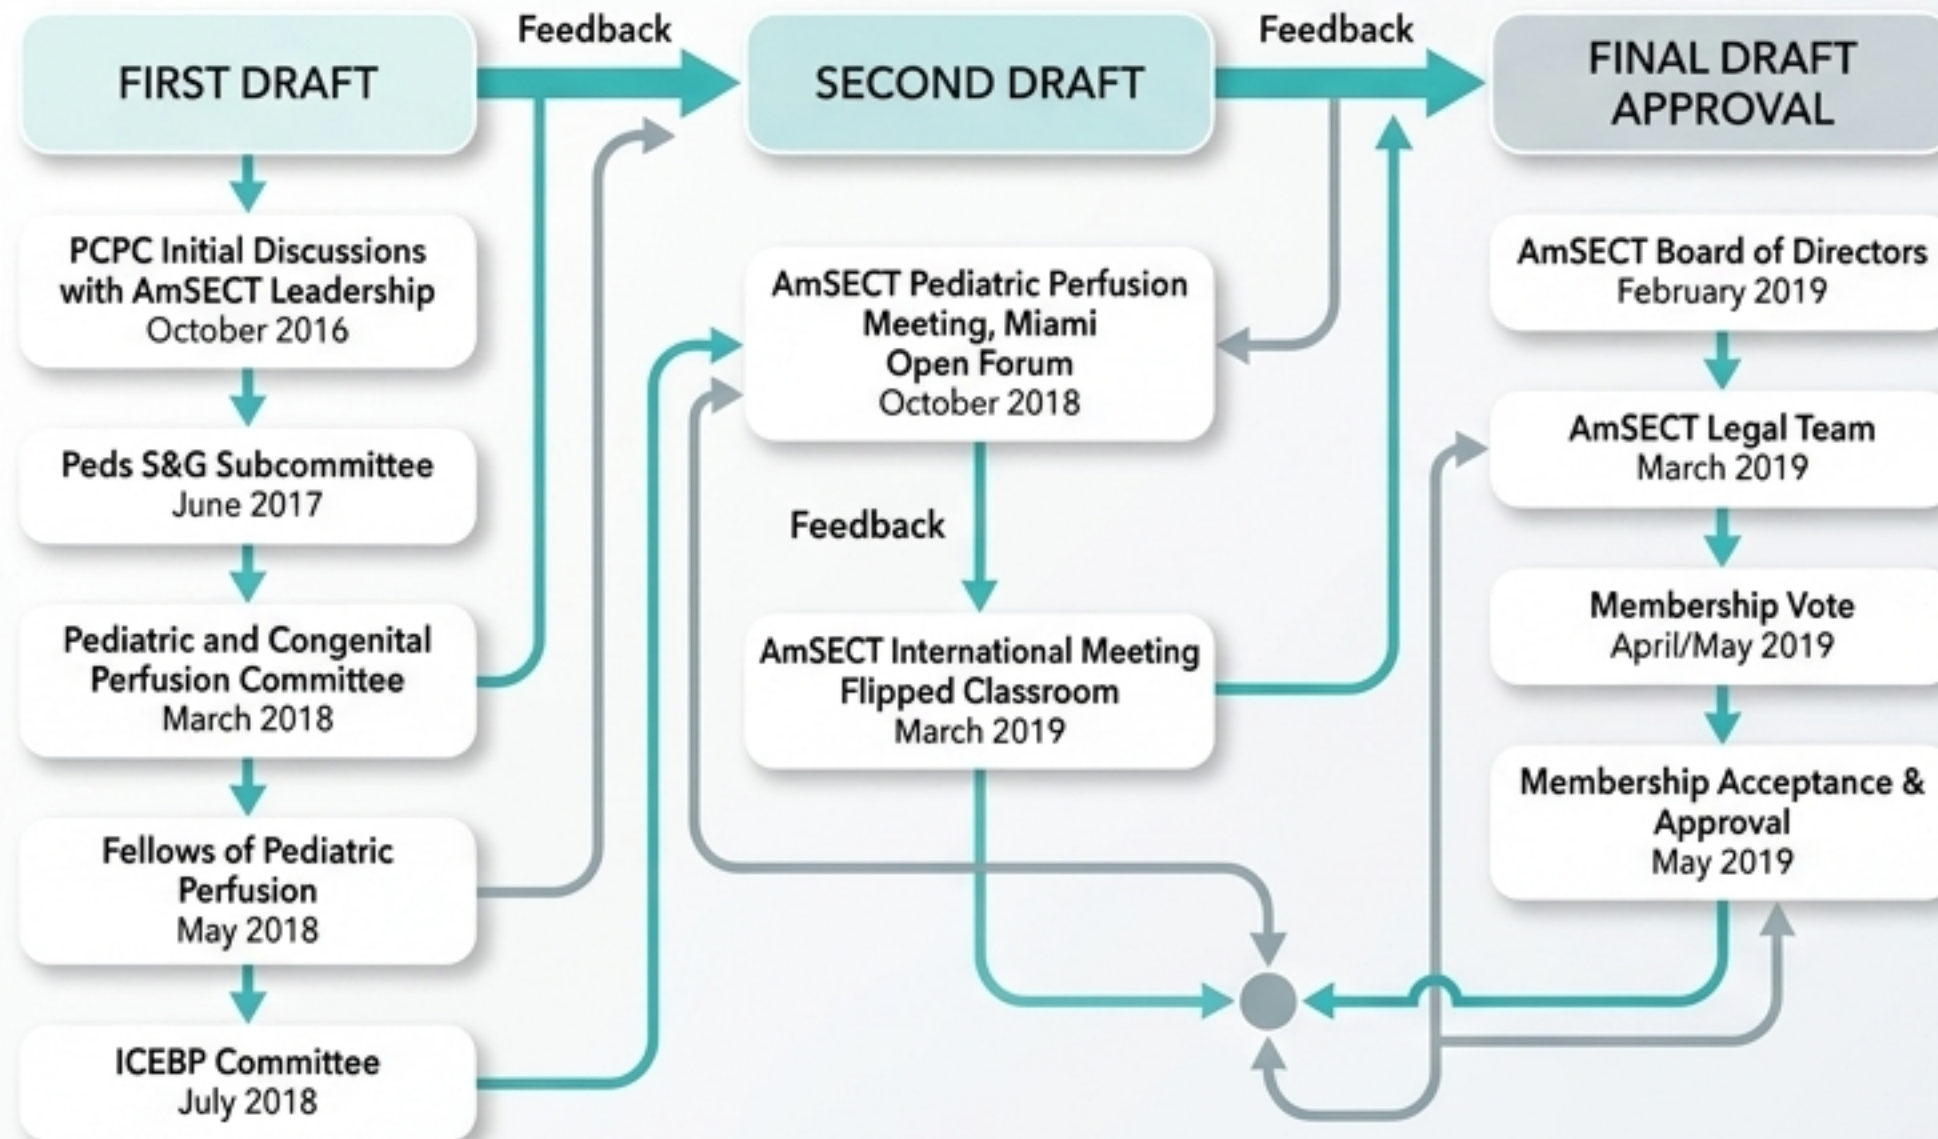 FIRST DRAFT
Feedback
SECOND DRAFT
Feedback
FINAL DRAFT
APPROVAL
PCPC Initial Discussions
with AmSECT Leadership
October 2016
Peds S&G Subcommittee
June 2017
Pediatric and Congenital
Perfusion Committee
March 2018
Fellows of Pediatric
Perfusion
May 2018
ICEBP Committee
July 2018
AmSECT Pediatric Perfusion
Meeting, Miami
Open Forum
October 2018
Feedback
AmSECT International Meeting
Flipped Classroom
March 2019
AmSECT Board of Directors
February 2019
AmSECT Legal Team
March 2019
Membership Vote
April/May 2019
Membership Acceptance &
Approval
May 2019